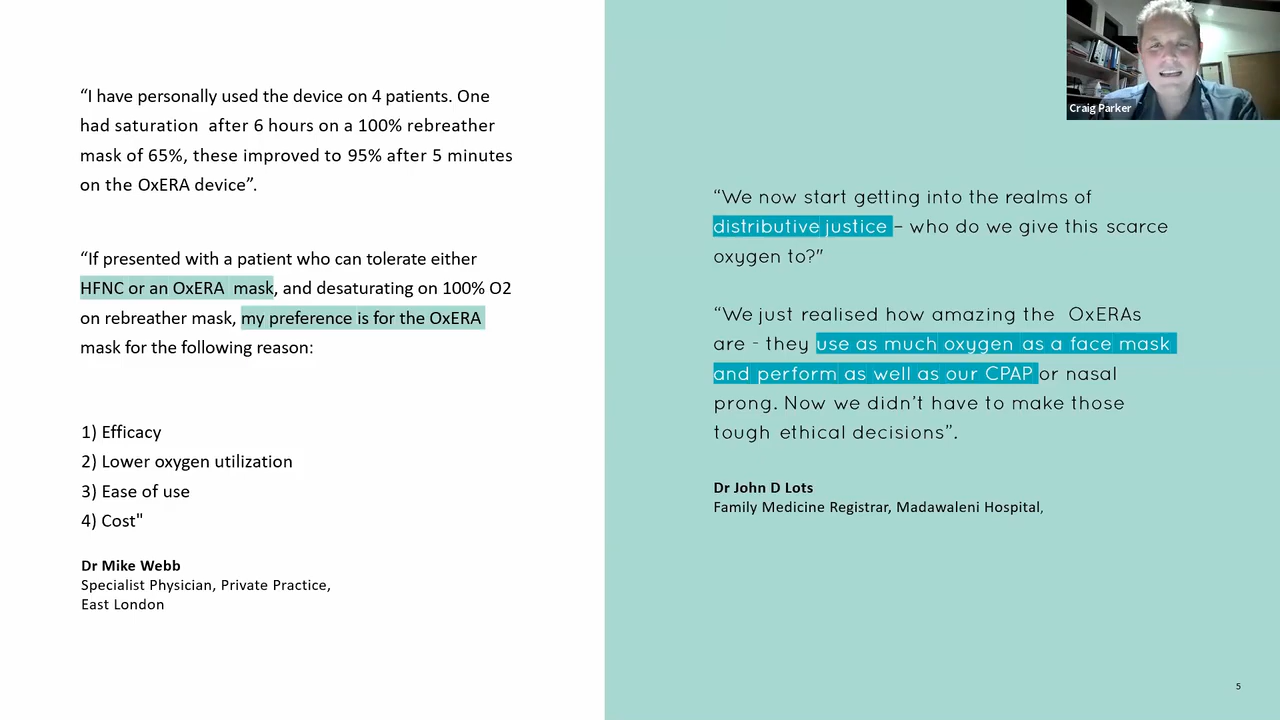 “I have personally used the device on 4 patients. One
had saturation after 6 hours on a 100% rebreather
mask of 65%, these improved to 95% after 5 minutes
on the OxERA device”.
“If presented with a patient who can tolerate either
HFNC or an OxERA mask, and desaturating on 100% O2
on rebreather mask, my preference is for the OxERA
mask for the following reason:
1) Efficacy
2) Lower oxygen utilization
3) Ease of use
4) Cost"
Dr Mike Webb
Specialist Physician, Private Practice,
East London
Craig Parker
“We now start getting into the realms of
distributive justice – who do we give this scarce
oxygen to?”
“We just realised how amazing the OxERAs
are - they use as much oxygen as a face mask
and perform as well as our CPAP or nasal
prong. Now we didn’t have to make those
tough ethical decisions”.
Dr John D Lots
Family Medicine Registrar, Madawaleni Hospital,
5